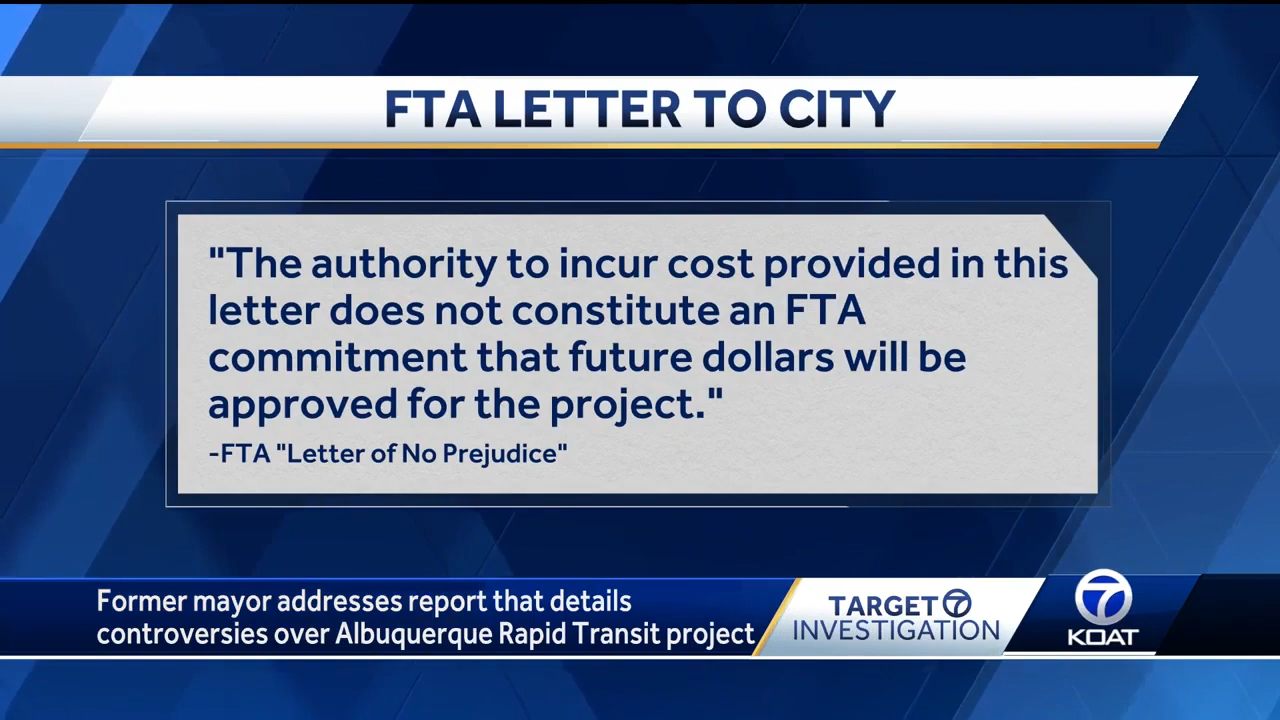 FTA LETTER TO CITY
"The authority to incur cost provided in this
letter does not constitute an FTA
commitment that future dollars will be
approved for the project."
-FTA "Letter of No Prejudice"
Former mayor addresses report that details
controversies over Albuquerque Rapid Transit project
TARGET 7
INVESTIGATION
7
KOAT